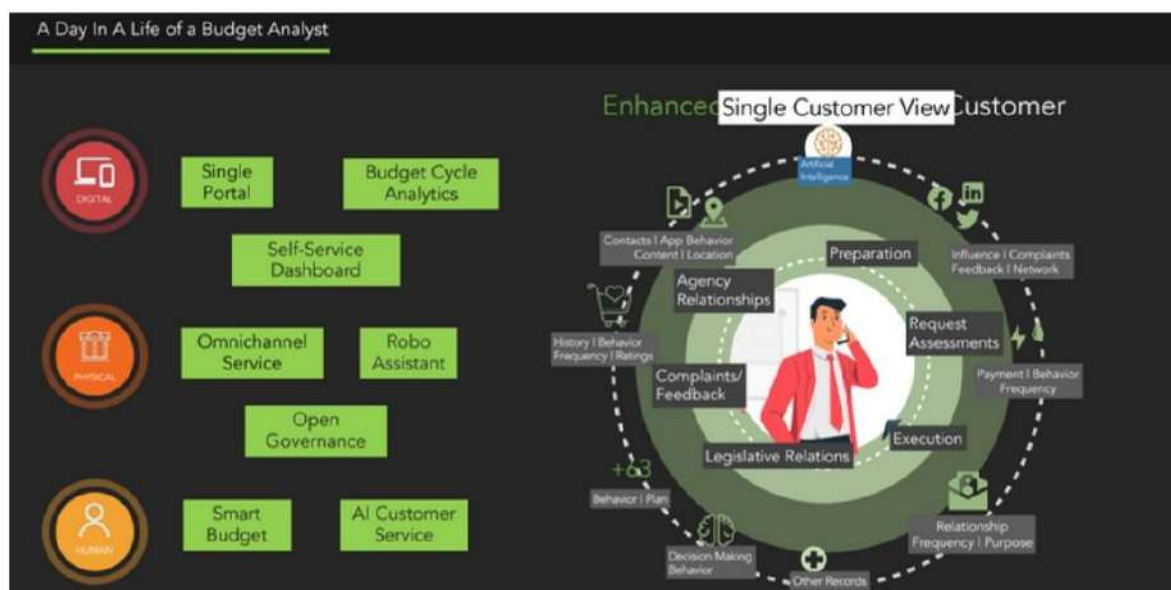 A Day In A Life of a Budget Analyst
DIGITAL
Single
Portal
Budget Cycle
Analytics
Self-Service
Dashboard
PHYSICAL
Omnichannel
Service
Robo
Assistant
Open
Governance
HUMAN
Smart
Budget
AI Customer
Service
Enhanced Single Customer View Customer
Artificial
Intelligence
Contacts | App Behavior
Content | Location
Influence | Complaints
Feedback | Network
Preparation
Agency
Relationships
Request
Assessments
History | Behavior
Frequency | Ratings
Payment | Behavior
Frequency
Complaints/
Feedback
Execution
Legislative Relations
+63
Behavior | Plan
Relationship
Frequency | Purpose
Decision Making
Behavior
Other Records